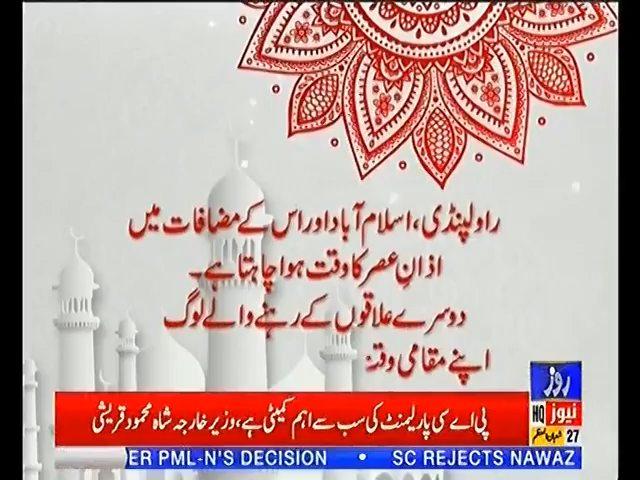 راولپنڈی، اسلام آباد اور اس کے مضافات میں
اذانِ عصر کا وقت ہوا چاہتا ہے۔
دوسرے علاقوں کے رہنے والے لوگ
اپنے مقامی وقت
روز
نیوز HQ
27
پی اے سی پارلیمنٹ کی سب سے اہم کمیٹی ہے، وزیر خارجہ شاہ محمود قریشی
ER PML-N'S DECISION • SC REJECTS NAWAZ